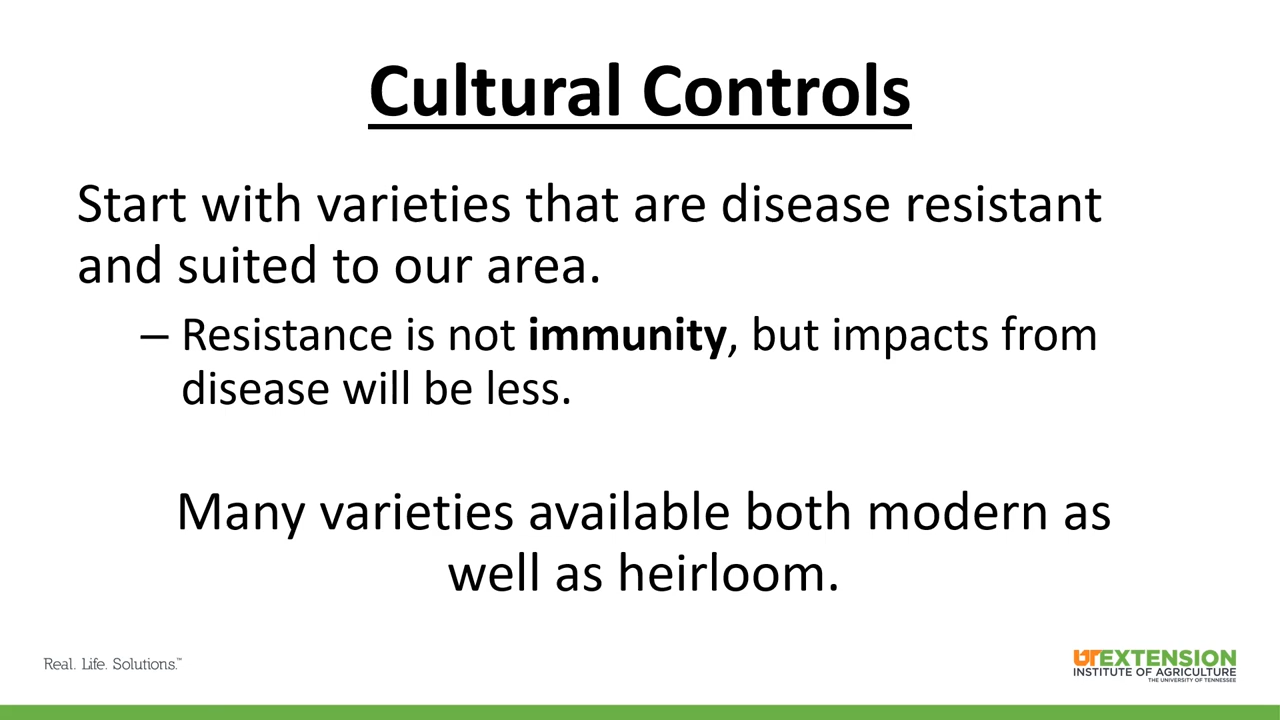 Cultural Controls
Start with varieties that are disease resistant
and suited to our area.
– Resistance is not immunity, but impacts from
disease will be less.
Many varieties available both modern as
well as heirloom.
Real. Life. Solutions.™
UT EXTENSION
INSTITUTE OF AGRICULTURE
THE UNIVERSITY OF TENNESSEE